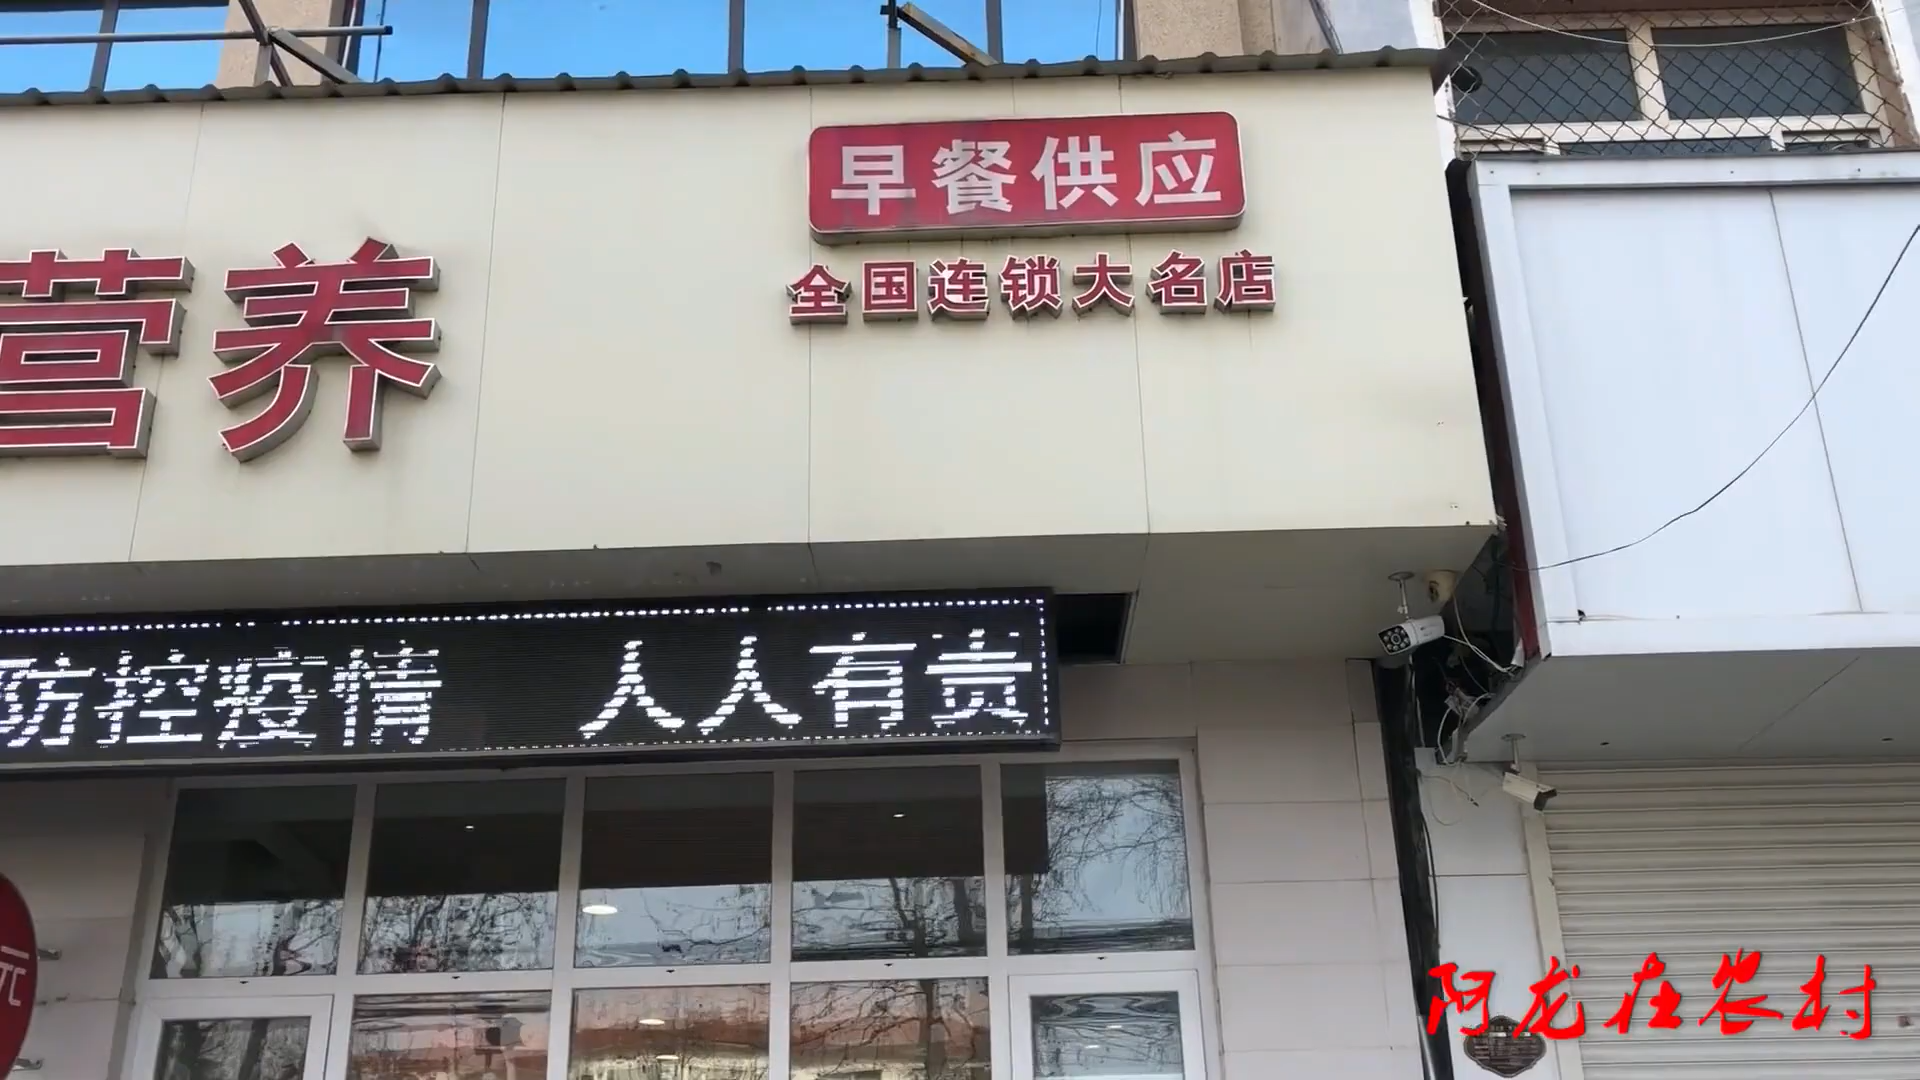 早餐供应
全国连锁大名店
营养
防控疫情 人人有责
元
阿龙在农村